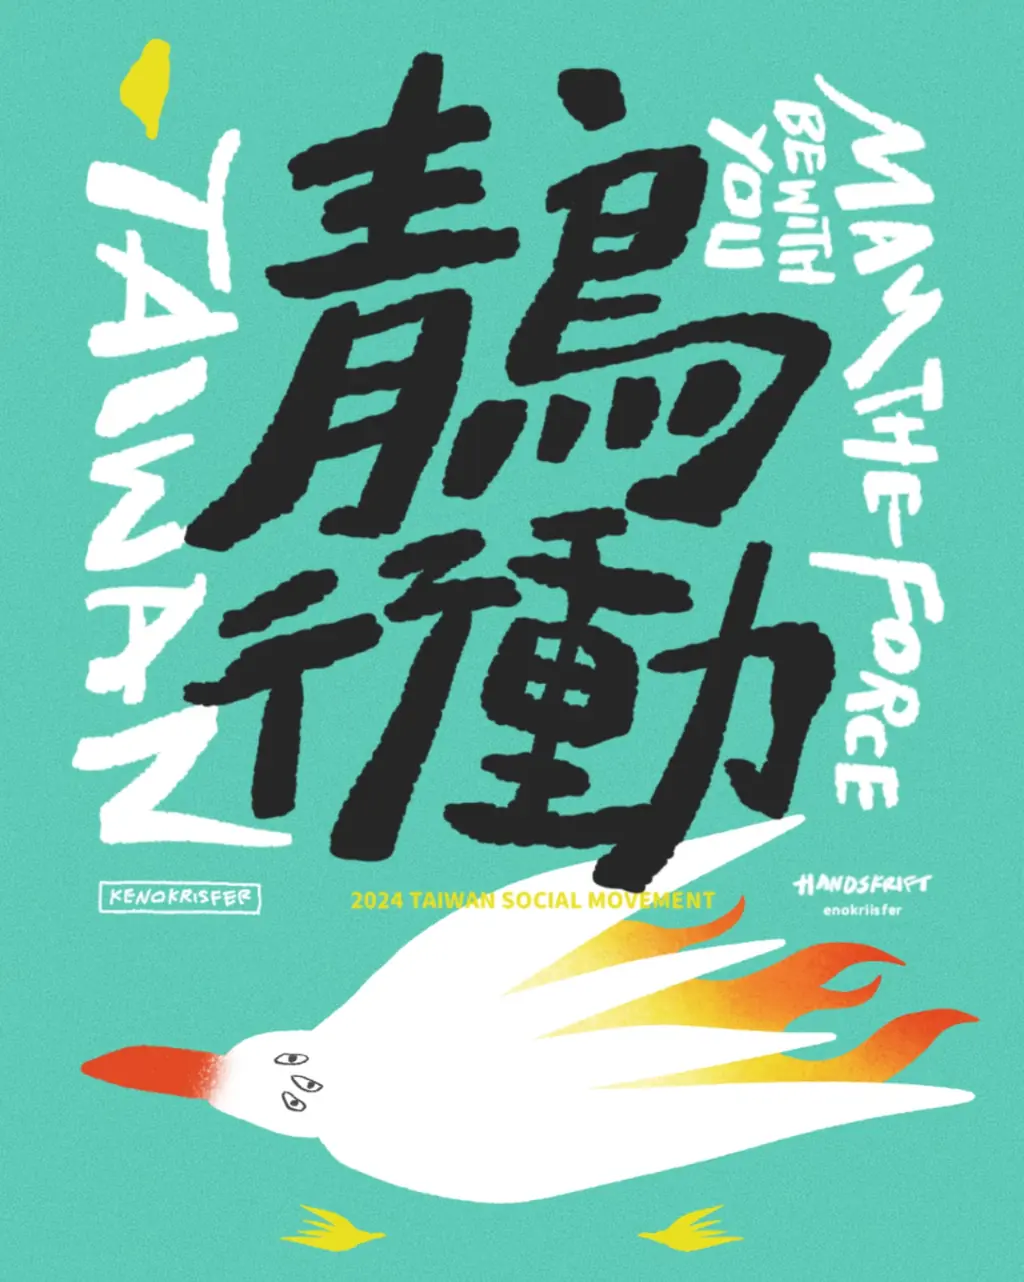 青鳥
行動
TAIWAN
MAY THE FORCE
BE WITH
YOU
KENOKRISFER
2024 TAIWAN SOCIAL MOVEMENT
HANDSKRIFT
enokriisfer